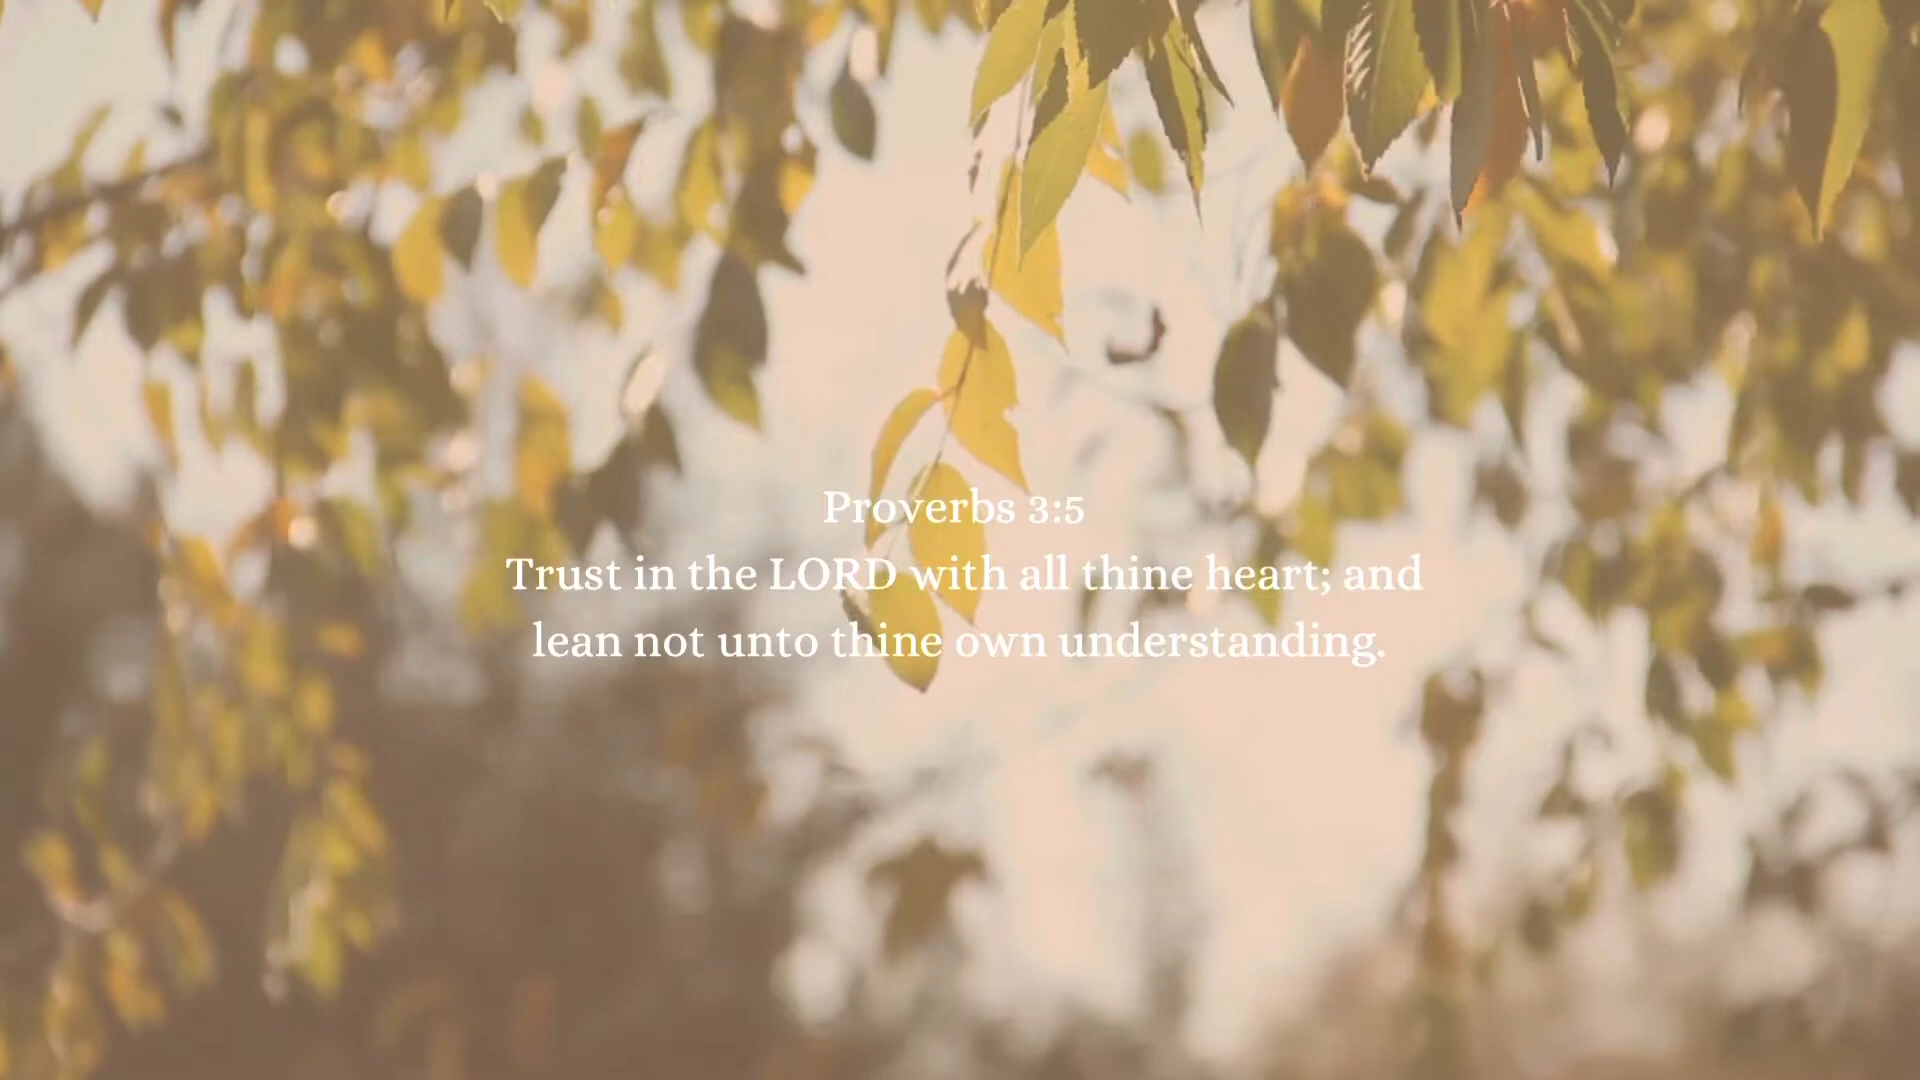 Proverbs 3:5
Trust in the LORD with all thine heart; and
lean not unto thine own understanding.